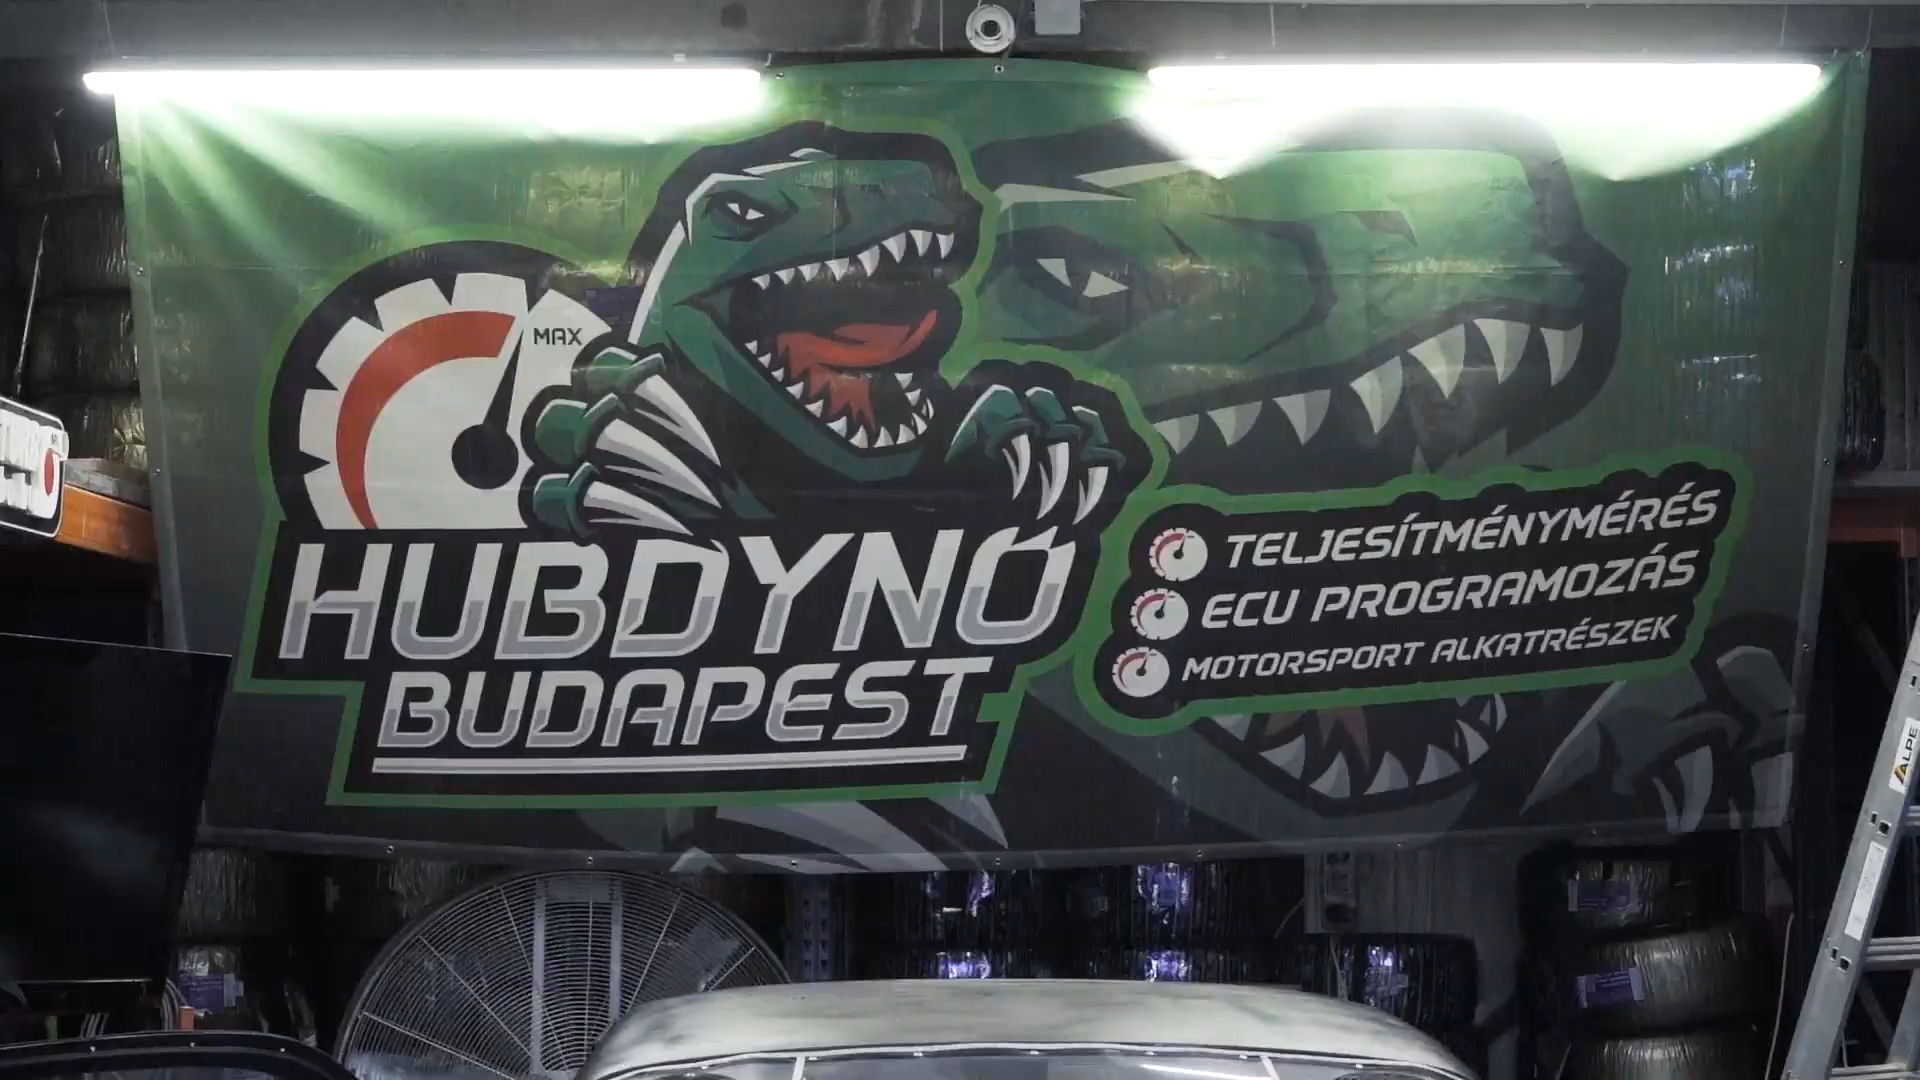 MAX
HUBDYNO
BUDAPEST
TELJESÍTMÉNYMÉRÉS
ECU PROGRAMOZÁS
MOTORSPORT ALKATRÉSZEK
ALPE